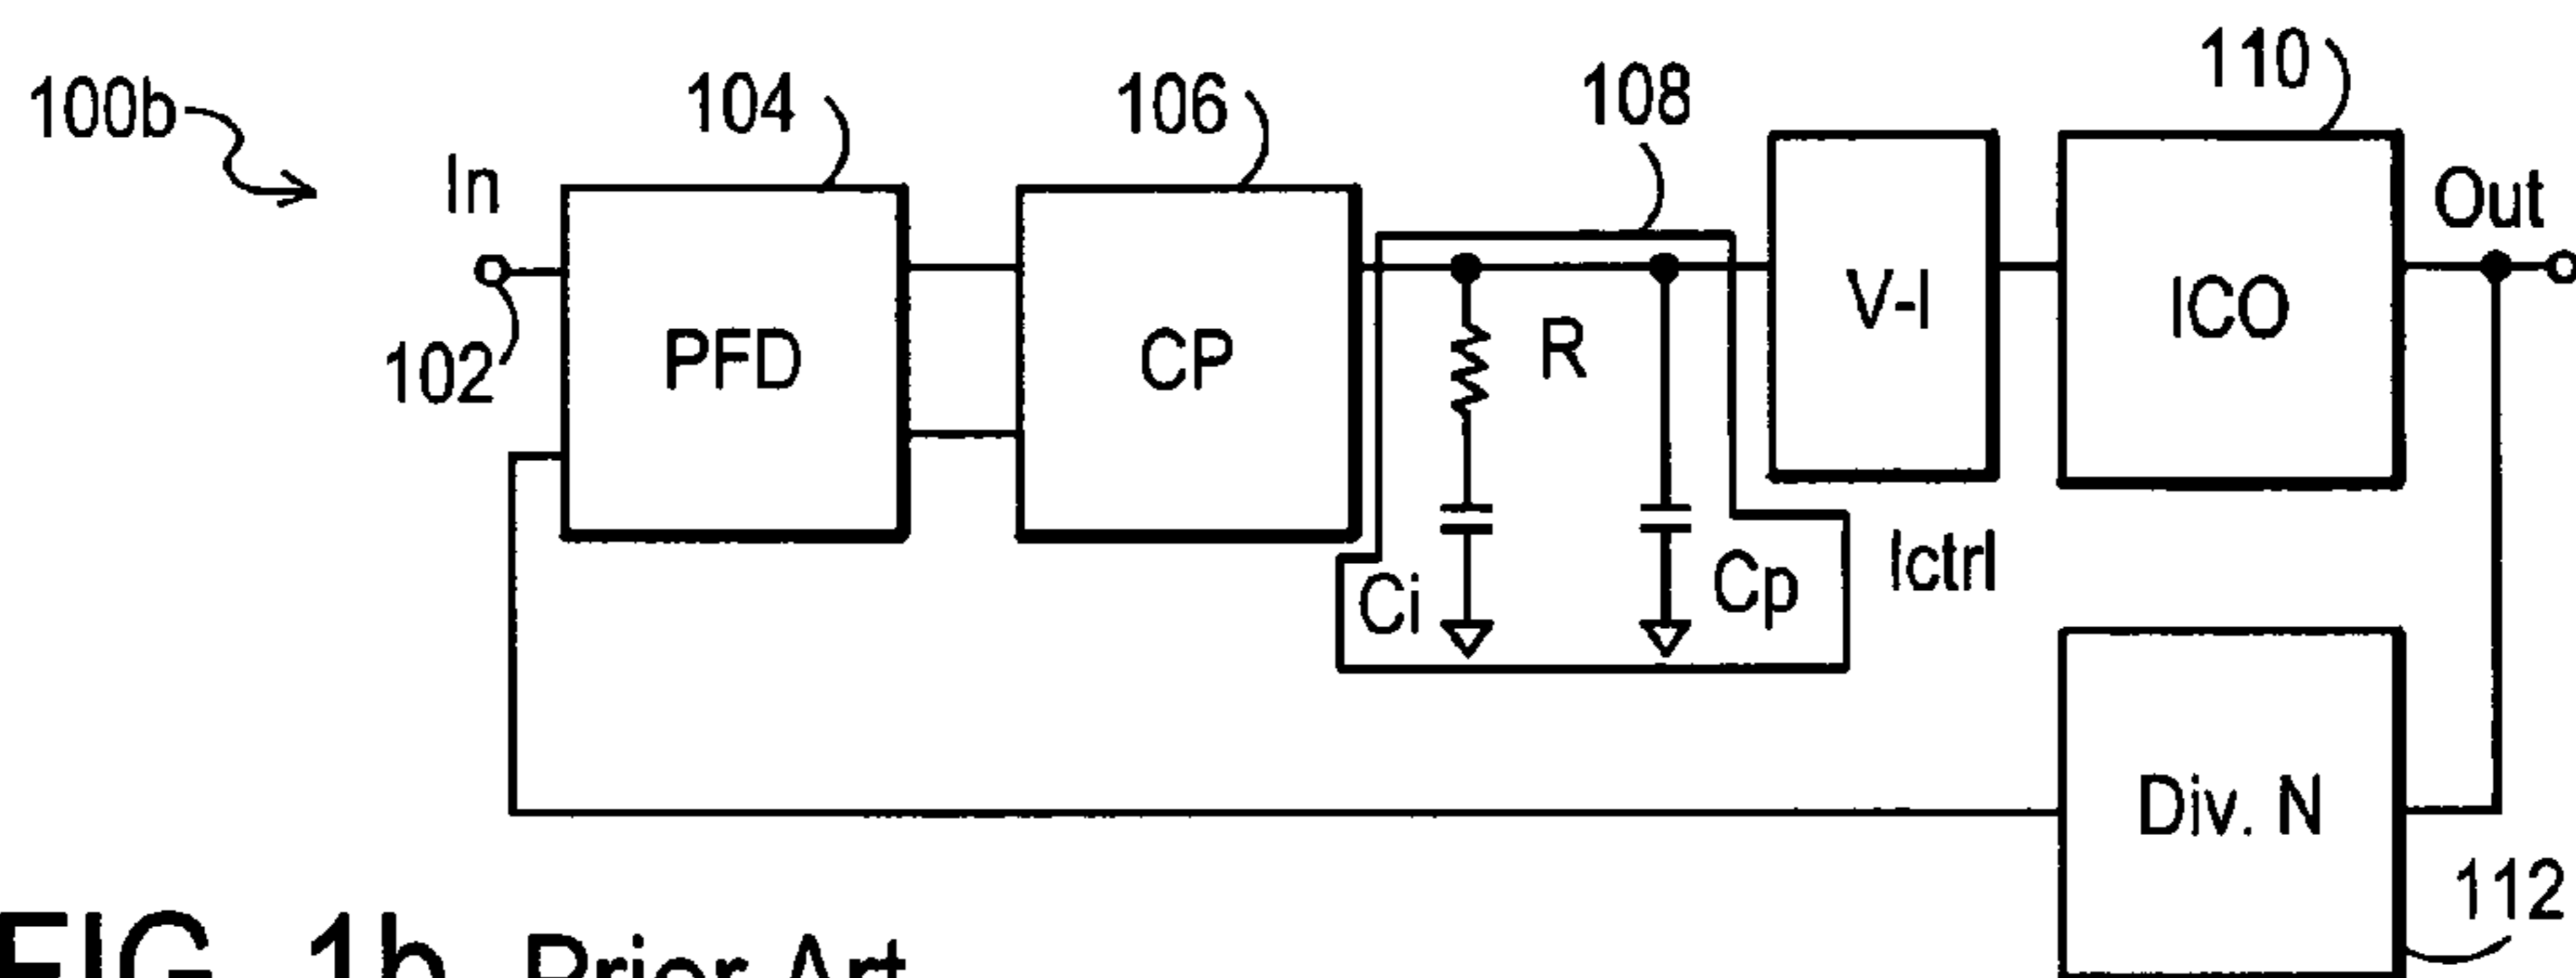 100b
104
106
108
110
In
Out
102
PFD
CP
R
V-I
ICO
Ci
Cp
Ictrl
Div. N
112
FIG. 1b Prior Art